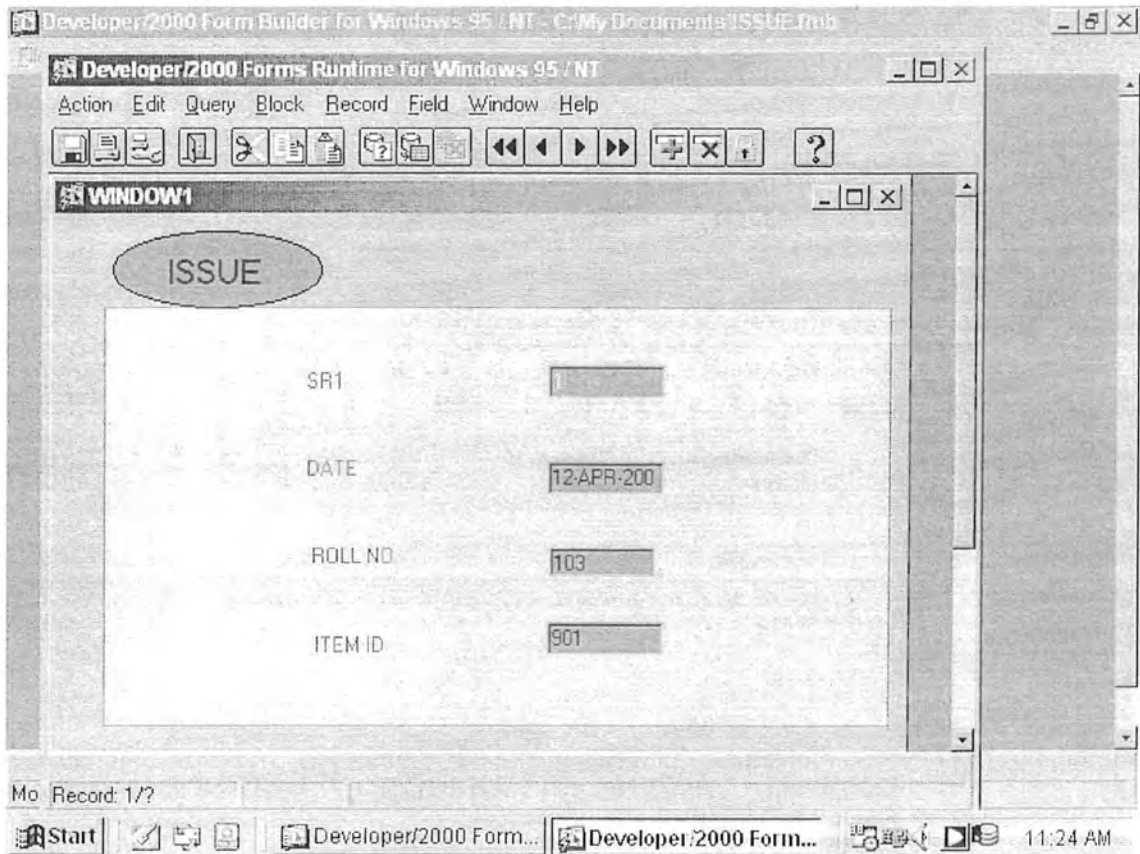 Developer/2000 Form Builder for Windows 95 / NT - C:\My Documents\ISSUE.fmb
Developer/2000 Forms Runtime for Windows 95 / NT
Action Edit Query Block Record Field Window Help
WINDOW1
ISSUE
SR1 1
DATE 12-APR-200
ROLL NO. 103
ITEM ID 901
Mo Record: 1/?
Start Developer/2000 Form... Developer/2000 Form... 11:24 AM